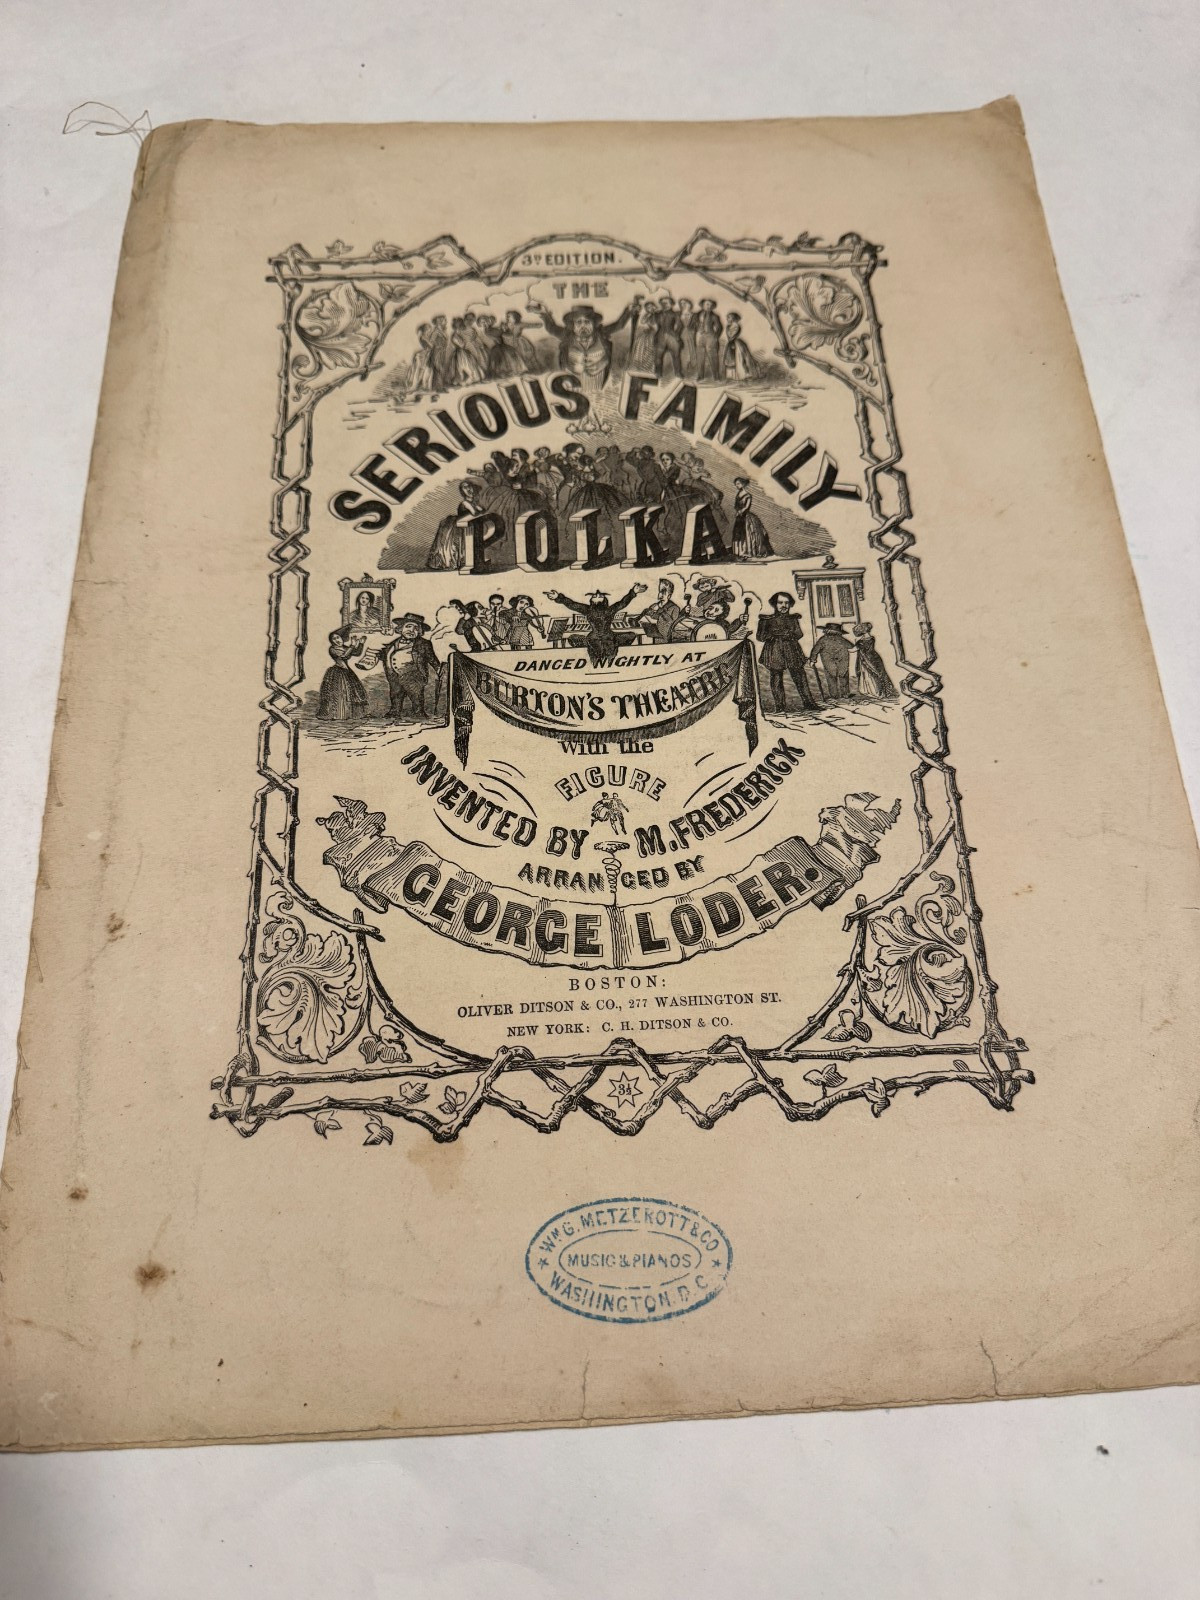 3D EDITION.
THE
SERIOUS FAMILY
POLKA
DANCED NIGHTLY AT
BURTON'S THEATRE
with the
FIGURE
INVENTED BY M. FREDERICK
ARRANGED BY
GEORGE LODER.
BOSTON:
OLIVER DITSON & CO., 277 WASHINGTON ST.
NEW YORK: C. H. DITSON & CO.
3½
WM G. METZEROTT & CO
MUSIC & PIANOS
WASHINGTON. D.C.